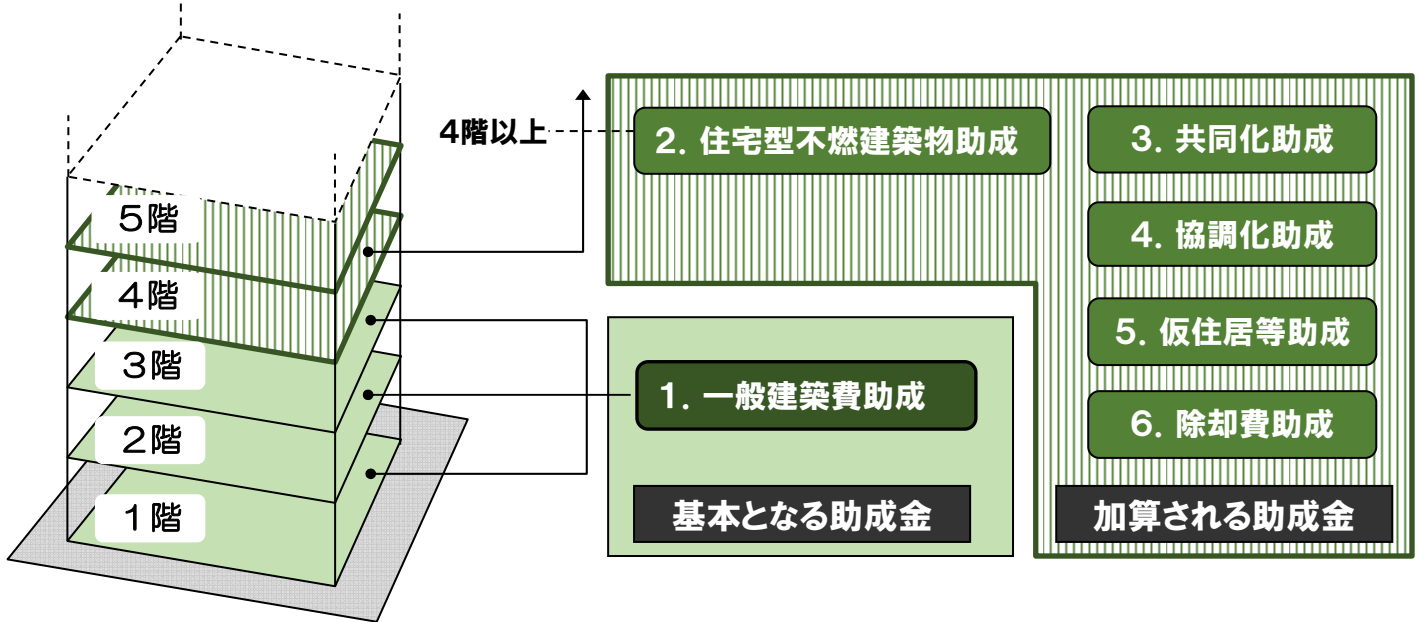 5階
4階
3階
2階
1階
4階以上
2. 住宅型不燃建築物助成
1. 一般建築費助成
基本となる助成金
3. 共同化助成
4. 協調化助成
5. 仮住居等助成
6. 除却費助成
加算される助成金